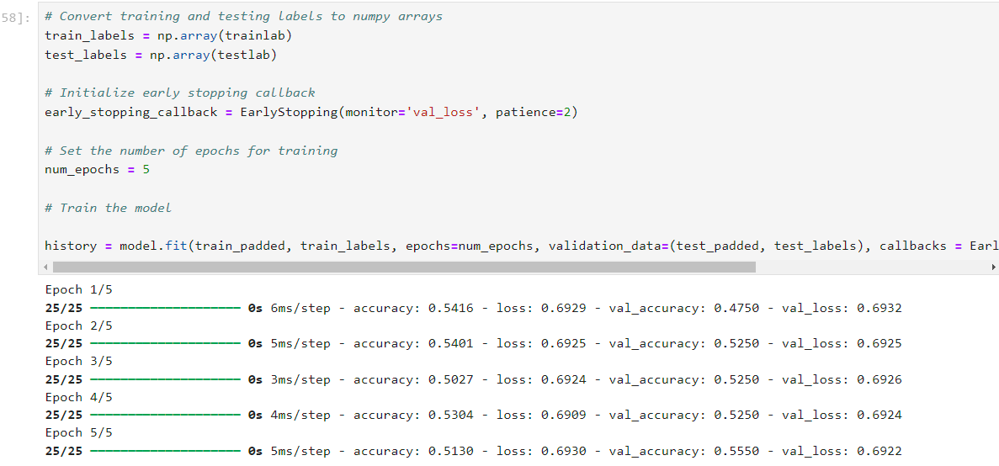 58]:
# Convert training and testing labels to numpy arrays
train_labels = np.array(trainlab)
test_labels = np.array(testlab)
# Initialize early stopping callback
early_stopping_callback = EarlyStopping(monitor='val_loss', patience=2)
# Set the number of epochs for training
num_epochs = 5
# Train the model
history = model.fit(train_padded, train_labels, epochs=num_epochs, validation_data=(test_padded, test_labels), callbacks = Earl
Epoch 1/5
25/25 ━━━━━━━━━━━━━━━━━━━━ 0s 6ms/step - accuracy: 0.5416 - loss: 0.6929 - val_accuracy: 0.4750 - val_loss: 0.6932
Epoch 2/5
25/25 ━━━━━━━━━━━━━━━━━━━━ 0s 5ms/step - accuracy: 0.5401 - loss: 0.6925 - val_accuracy: 0.5250 - val_loss: 0.6925
Epoch 3/5
25/25 ━━━━━━━━━━━━━━━━━━━━ 0s 3ms/step - accuracy: 0.5027 - loss: 0.6924 - val_accuracy: 0.5250 - val_loss: 0.6926
Epoch 4/5
25/25 ━━━━━━━━━━━━━━━━━━━━ 0s 4ms/step - accuracy: 0.5304 - loss: 0.6909 - val_accuracy: 0.5250 - val_loss: 0.6924
Epoch 5/5
25/25 ━━━━━━━━━━━━━━━━━━━━ 0s 5ms/step - accuracy: 0.5130 - loss: 0.6930 - val_accuracy: 0.5550 - val_loss: 0.6922